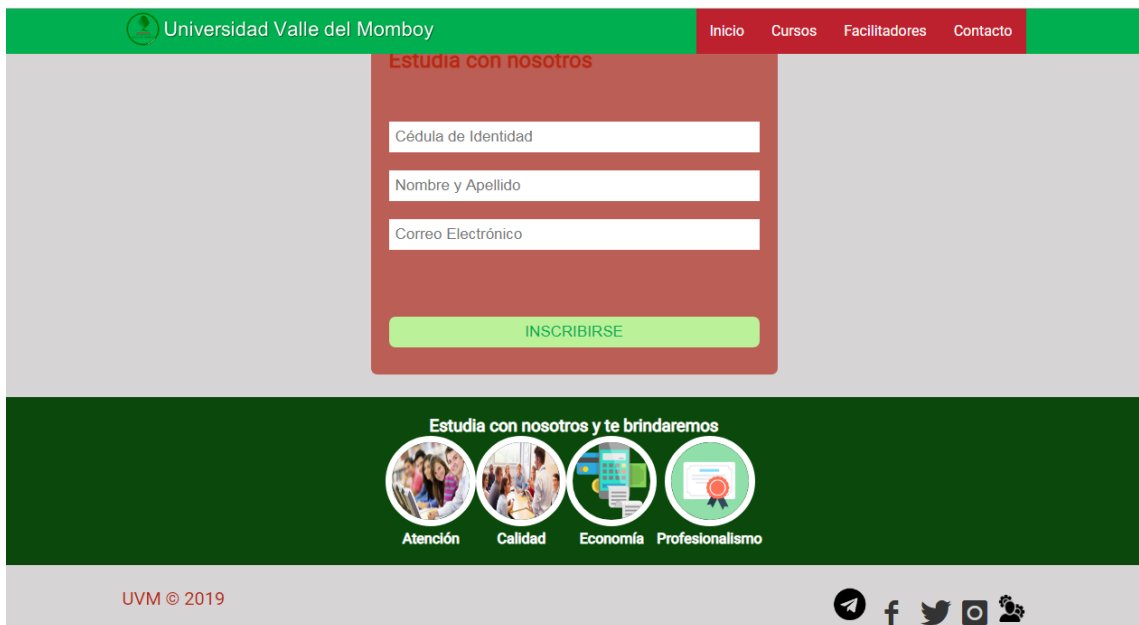 Universidad Valle del Momboy
Inicio Cursos Facilitadores Contacto
Estudia con nosotros
Cédula de Identidad
Nombre y Apellido
Correo Electrónico
INSCRIBIRSE
Estudia con nosotros y te brindaremos
Atención Calidad Economía Profesionalismo
UVM © 2019